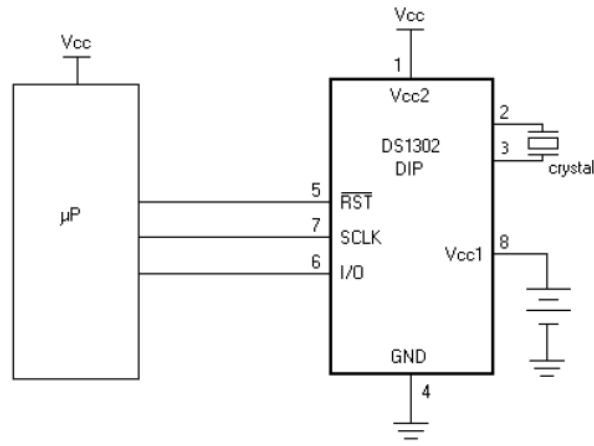 Vcc
Vcc
1
Vcc2
2
DS1302
DIP
3
crystal
µP
5
RST
7
SCLK
6
I/O
Vcc1
8
GND
4